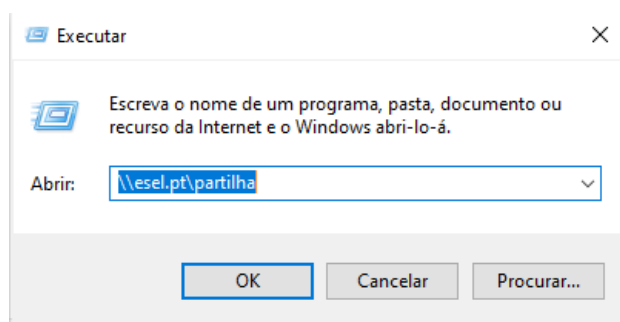 Executar
Escreva o nome de um programa, pasta, documento ou
recurso da Internet e o Windows abri-lo-á.
Abrir:
\\esel.pt\partilha
OK
Cancelar
Procurar...